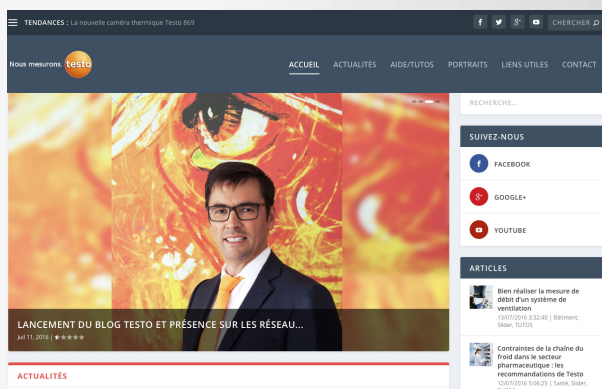 TENDANCES : La nouvelle caméra thermique Testo 869
CHERCHER
Nous mesurons. testo
ACCUEIL ACTUALITÉS AIDE/TUTOS PORTRAITS LIENS UTILES CONTACT
RECHERCHE...
SUIVEZ-NOUS
FACEBOOK
GOOGLE+
YOUTUBE
LANCEMENT DU BLOG TESTO ET PRÉSENCE SUR LES RÉSEAU...
Juil 11, 2016 |
ACTUALITÉS
ARTICLES
Bien réaliser la mesure de
débit d'un système de
ventilation
13/07/2016 3:32:40 | Bâtiment,
Slider, TUTOS
Contraintes de la chaîne du
froid dans le secteur
pharmaceutique : les
recommandations de Testo
12/07/2016 5:06:25 | Santé, Slider,
TUTOS